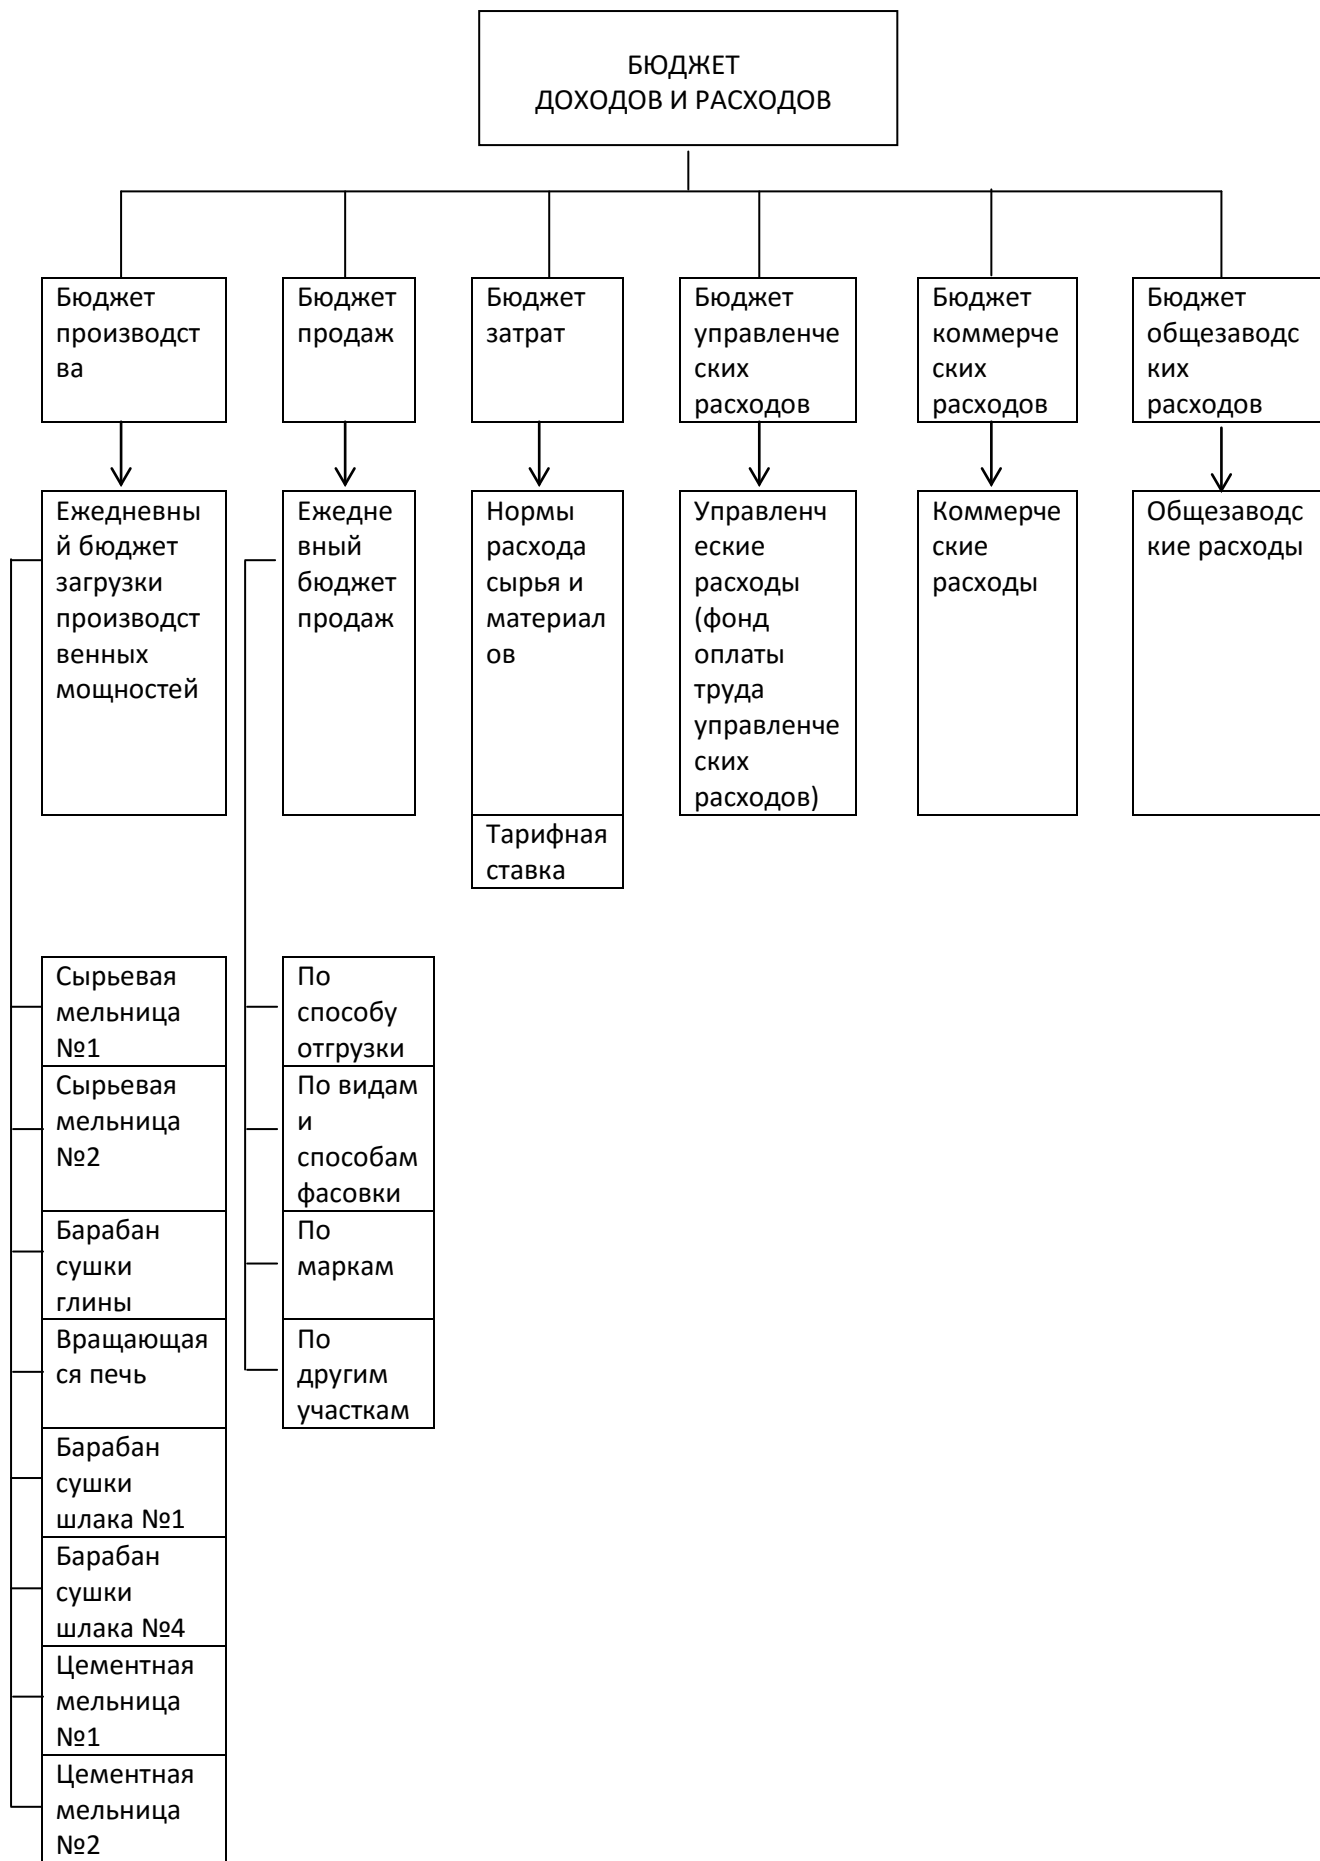 БЮДЖЕТ
ДОХОДОВ И РАСХОДОВ
Бюджет
производст
ва
Бюджет
продаж
Бюджет
затрат
Бюджет
управленче
ских
расходов
Бюджет
коммерче
ских
расходов
Бюджет
общезаводс
ких
расходов
Ежедневны
й бюджет
загрузки
производст
венных
мощностей
Ежедне
вный
бюджет
продаж
Нормы
расхода
сырья и
материал
ов
Управленч
еские
расходы
(фонд
оплаты
труда
управленче
ских
расходов)
Коммерче
ские
расходы
Общезаводс
кие расходы
Тарифная
ставка
Сырьевая
мельница
№1
Сырьевая
мельница
№2
Барабан
сушки
глины
Вращающая
ся печь
Барабан
сушки
шлака №1
Барабан
сушки
шлака №4
Цементная
мельница
№1
Цементная
мельница
№2
По
способу
отгрузки
По видам
и
способам
фасовки
По
маркам
По
другим
участкам